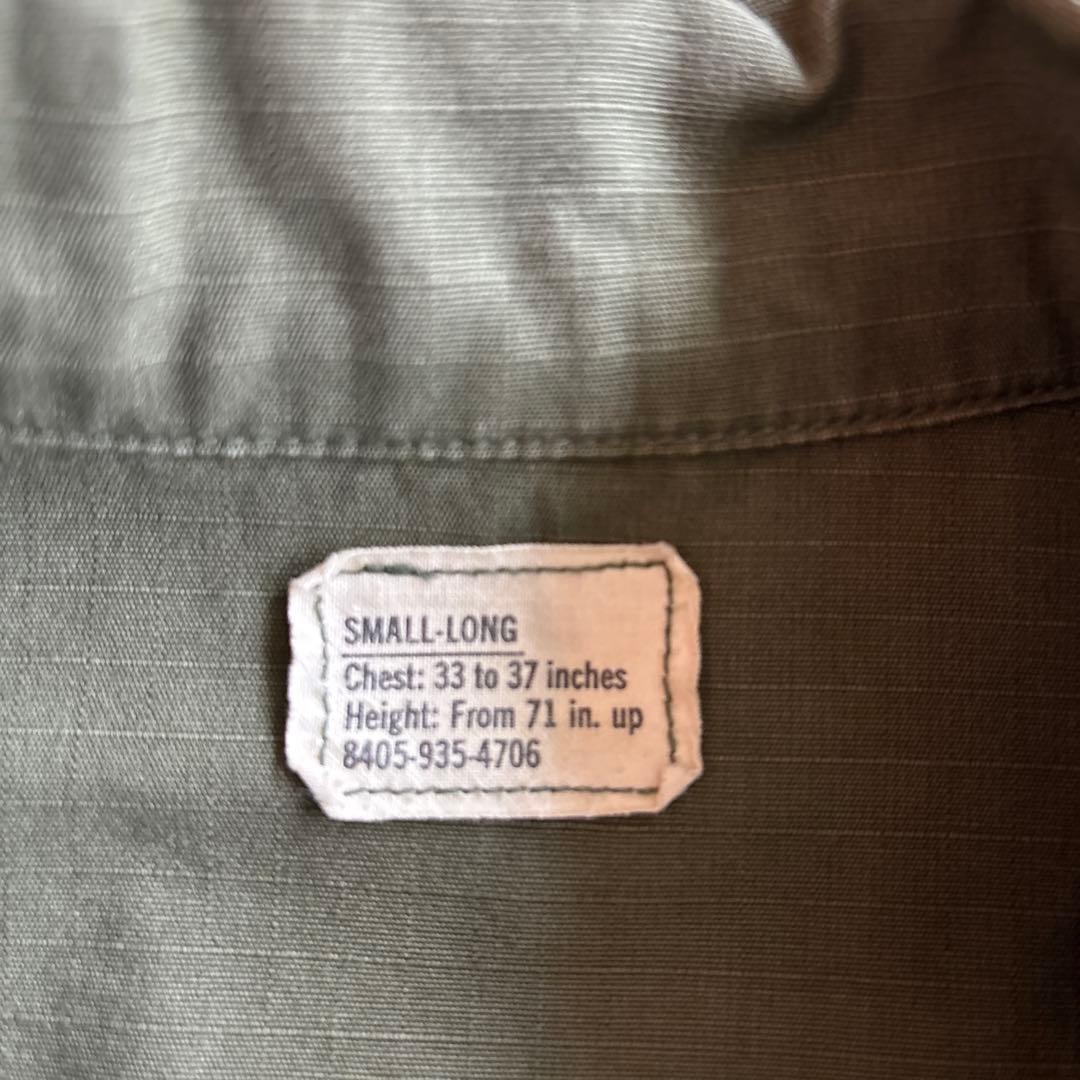 SMALL-LONG
Chest: 33 to 37 inches
Height: From 71 in. up
8405-935-4706